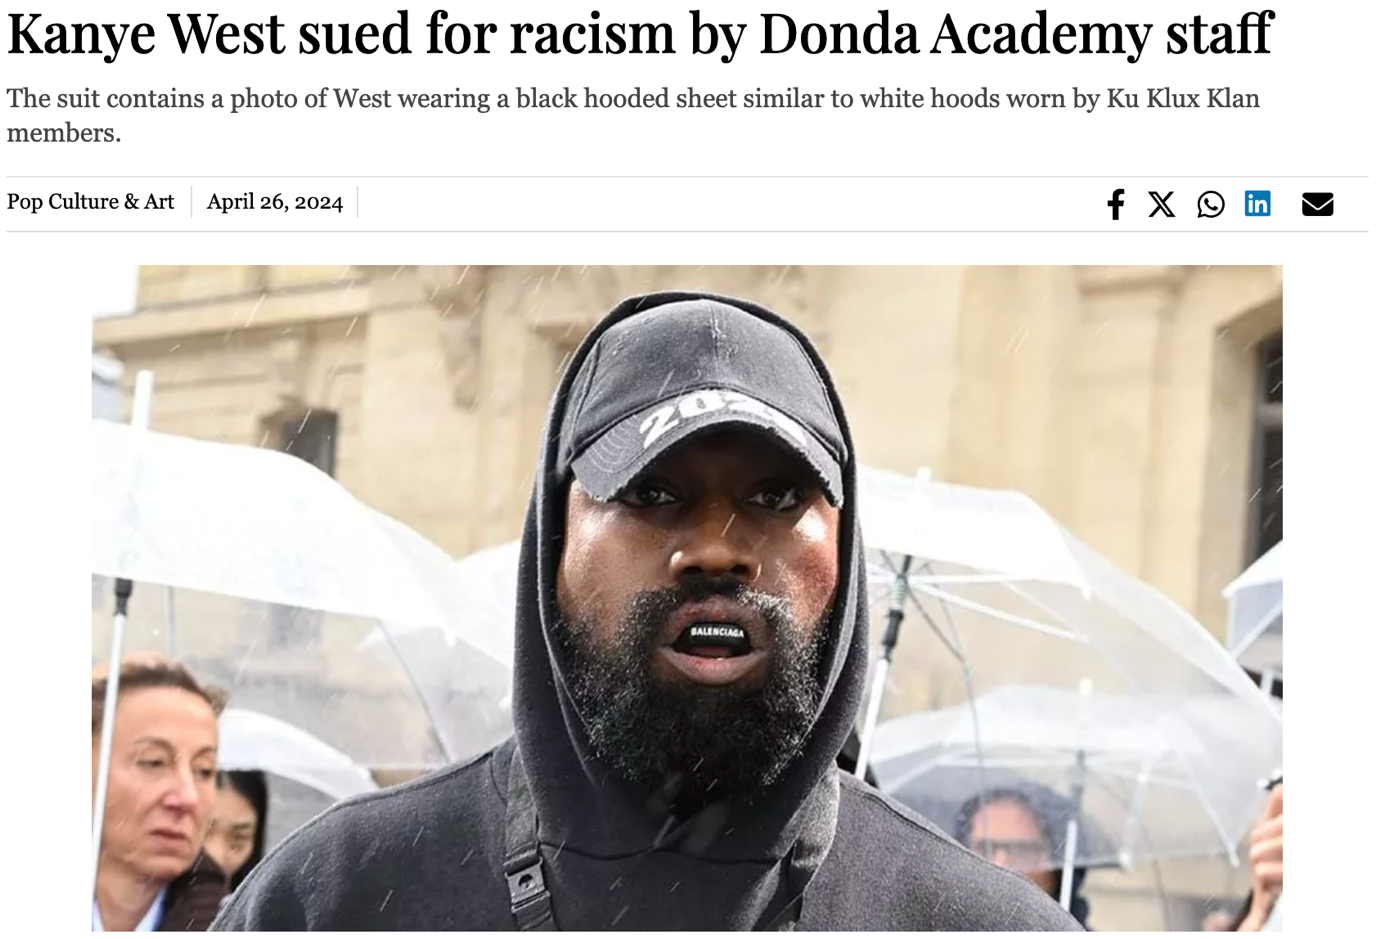 Kanye West sued for racism by Donda Academy staff
The suit contains a photo of West wearing a black hooded sheet similar to white hoods worn by Ku Klux Klan
members.
Pop Culture & Art
April 26, 2024
in
BALENCIAGA